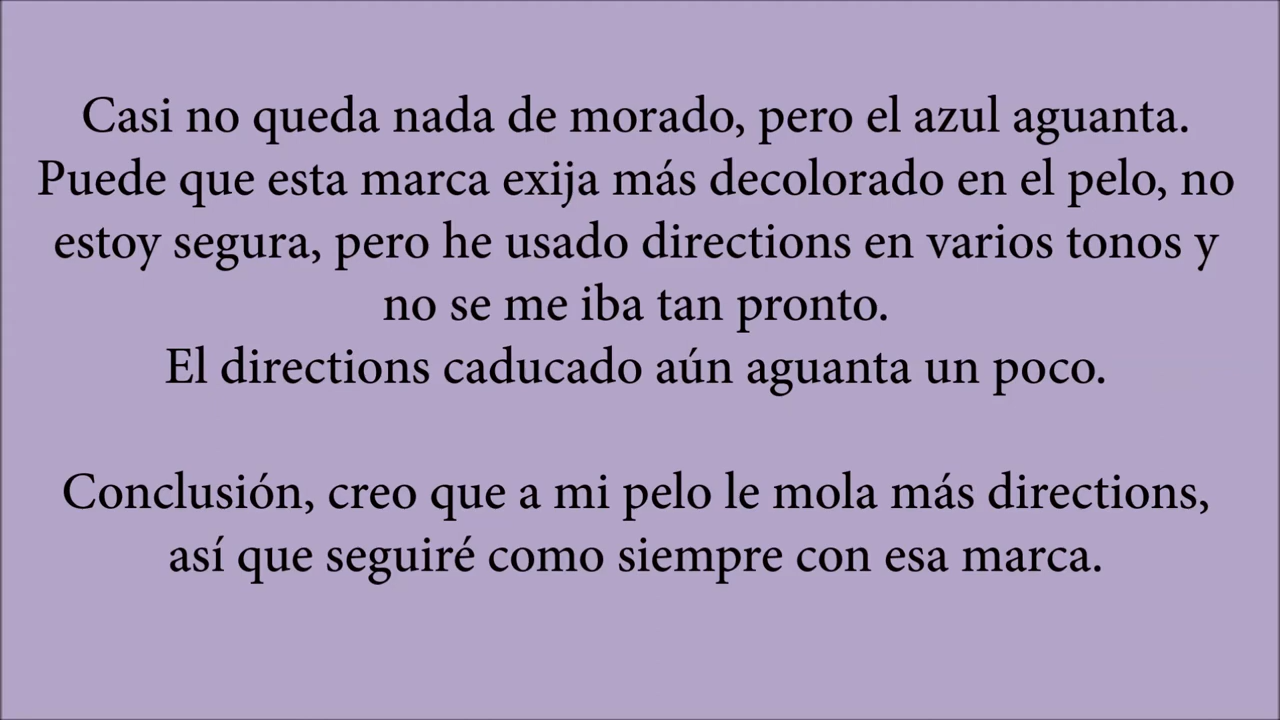 Casi no queda nada de morado, pero el azul aguanta.
Puede que esta marca exija más decolorado en el pelo, no
estoy segura, pero he usado directions en varios tonos y
no se me iba tan pronto.
El directions caducado aún aguanta un poco.
Conclusión, creo que a mi pelo le mola más directions,
así que seguiré como siempre con esa marca.